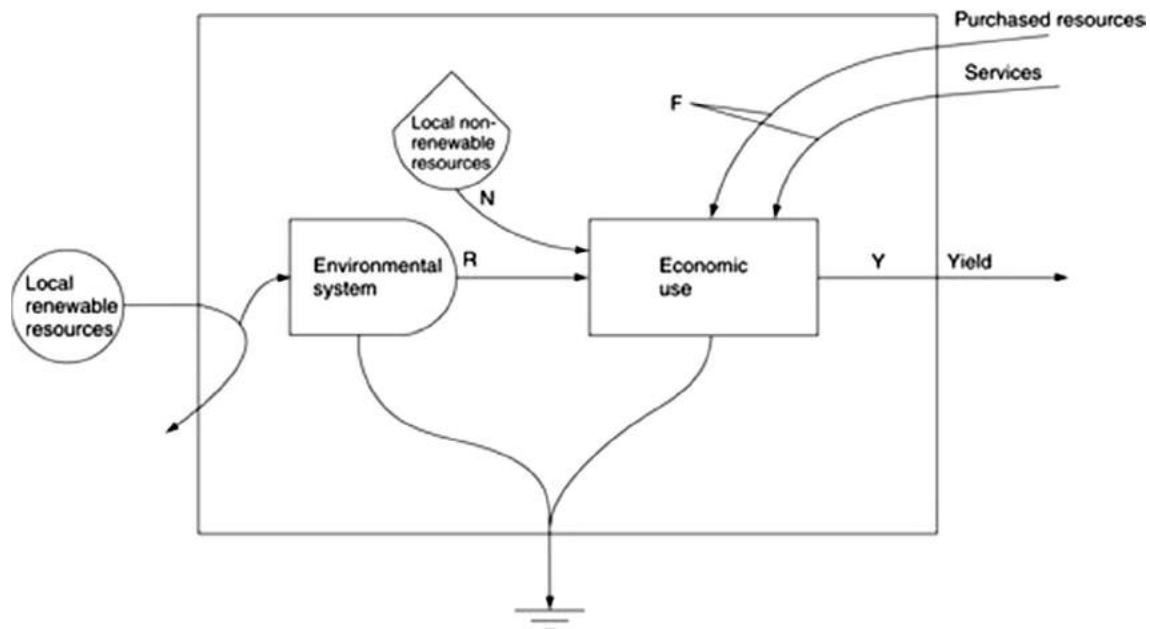 Purchased resources
Services
F
Local non-
renewable
resources
N
Environmental
system
R
Economic
use
Y
Yield
Local
renewable
resources